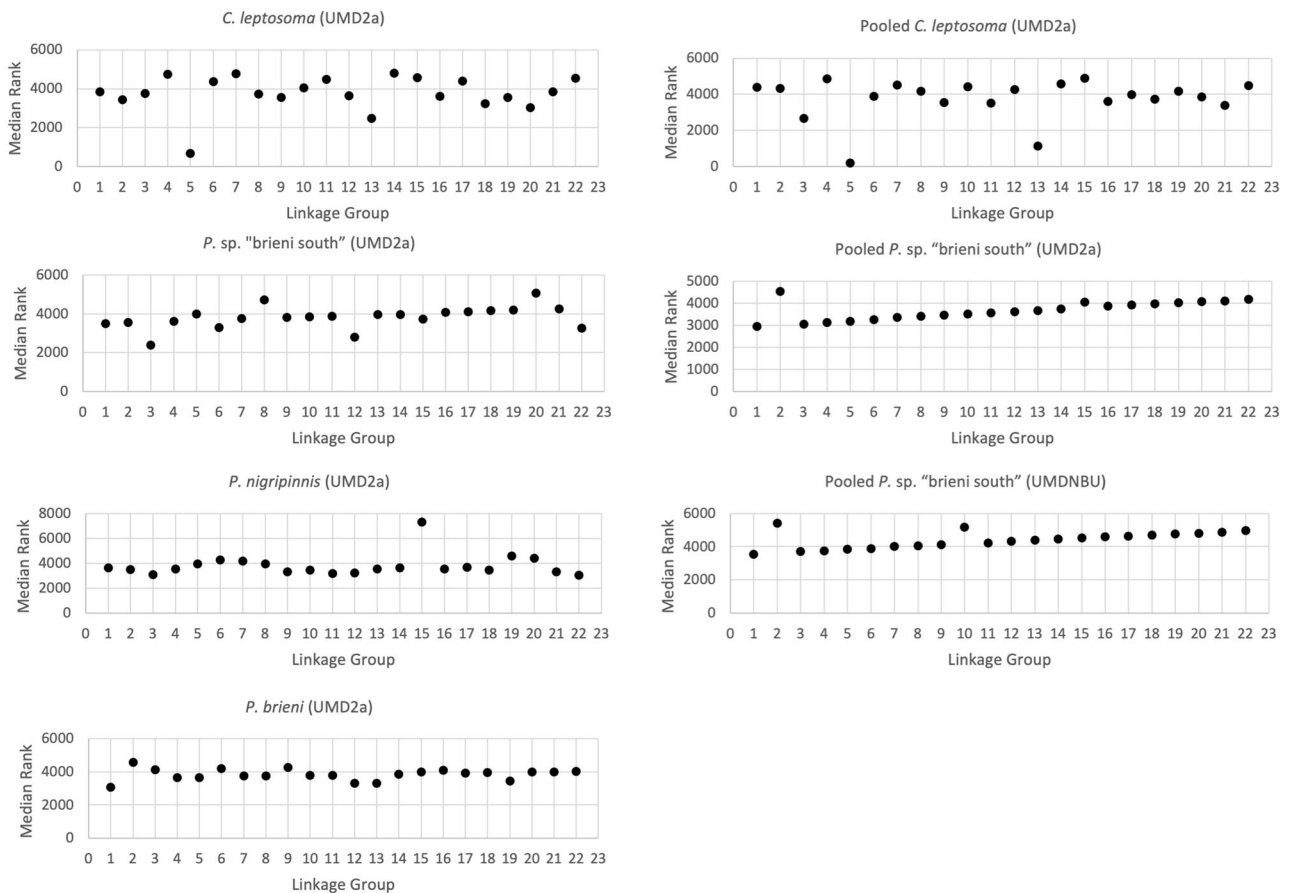 C. leptosoma (UMD2a)
6000
4000
2000
0
Median Rank
0 1 2 3 4 5 6 7 8 9 10 11 12 13 14 15 16 17 18 19 20 21 22 23
Linkage Group
Pooled C. leptosoma (UMD2a)
6000
4000
2000
0
Median Rank
0 1 2 3 4 5 6 7 8 9 10 11 12 13 14 15 16 17 18 19 20 21 22 23
Linkage Group
P. sp. "brieni south” (UMD2a)
6000
4000
2000
0
Median Rank
0 1 2 3 4 5 6 7 8 9 10 11 12 13 14 15 16 17 18 19 20 21 22 23
Linkage Group
Pooled P. sp. “brieni south” (UMD2a)
5000
4000
3000
2000
1000
0
Median Rank
0 1 2 3 4 5 6 7 8 9 10 11 12 13 14 15 16 17 18 19 20 21 22 23
Linkage Group
P. nigripinnis (UMD2a)
8000
6000
4000
2000
0
Median Rank
0 1 2 3 4 5 6 7 8 9 10 11 12 13 14 15 16 17 18 19 20 21 22 23
Linkage Group
Pooled P. sp. “brieni south” (UMDNBU)
6000
4000
2000
0
Median Rank
0 1 2 3 4 5 6 7 8 9 10 11 12 13 14 15 16 17 18 19 20 21 22 23
Linkage Group
P. brieni (UMD2a)
6000
4000
2000
0
Median Rank
0 1 2 3 4 5 6 7 8 9 10 11 12 13 14 15 16 17 18 19 20 21 22 23
Linkage Group